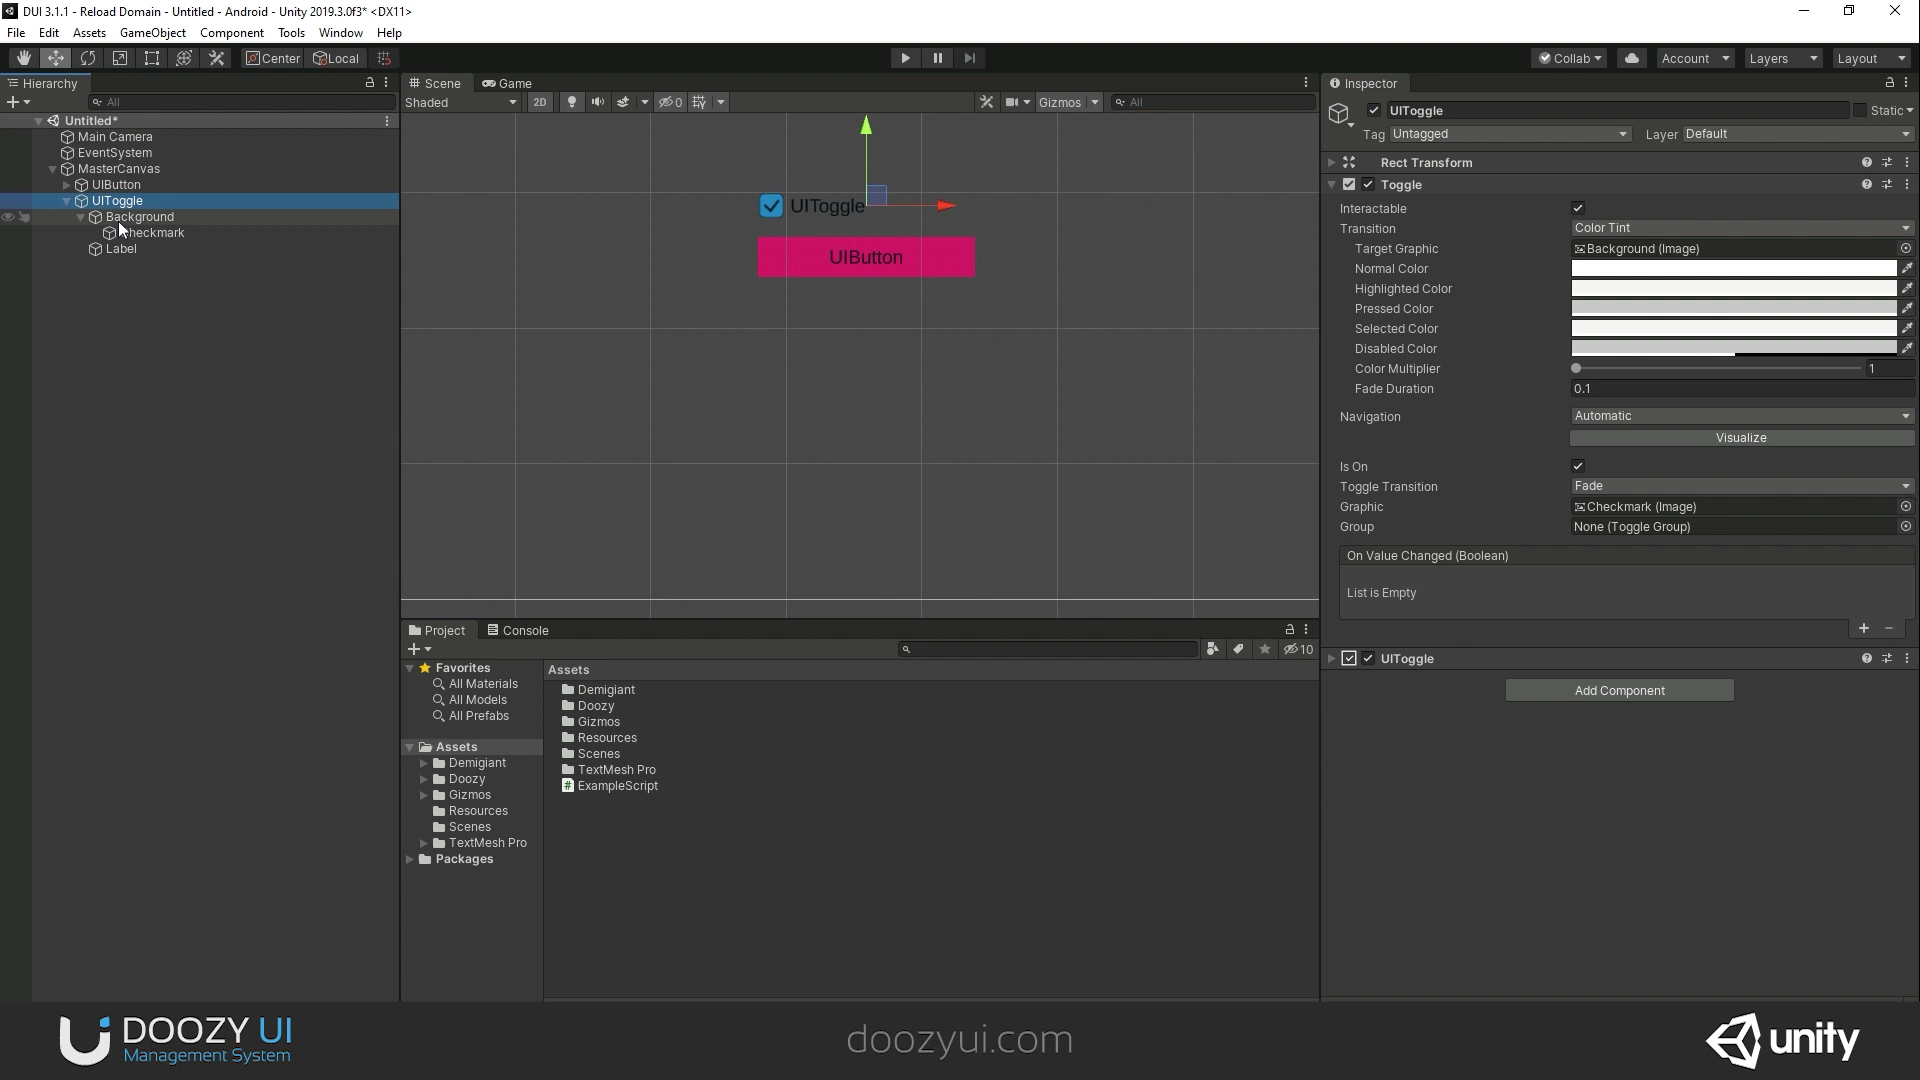 DUI 3.1.1 - Reload Domain - Untitled - Android - Unity 2019.3.0f3* <DX11>
File Edit Assets GameObject Component Tools Window Help
Center Local Collab Account Layers Layout
Hierarchy
All
Untitled*
Main Camera
EventSystem
MasterCanvas
UIButton
UIToggle
Background
heckmark
Label
Scene Game
Shaded 2D 0 Gizmos All
UIToggle
UIButton
Project Console
10
Favorites
All Materials
All Models
All Prefabs
Assets
Demigiant
Doozy
Gizmos
Resources
Scenes
TextMesh Pro
Packages
Assets
Demigiant
Doozy
Gizmos
Resources
Scenes
TextMesh Pro
ExampleScript
Inspector
UIToggle Static
Tag Untagged Layer Default
Rect Transform
Toggle
Interactable
Transition Color Tint
Target Graphic Background (Image)
Normal Color
Highlighted Color
Pressed Color
Selected Color
Disabled Color
Color Multiplier 1
Fade Duration 0.1
Navigation Automatic
Visualize
Is On
Toggle Transition Fade
Graphic Checkmark (Image)
Group None (Toggle Group)
On Value Changed (Boolean)
List is Empty
UIToggle
Add Component
DOOZY UI
Management System
doozyui.com
unity